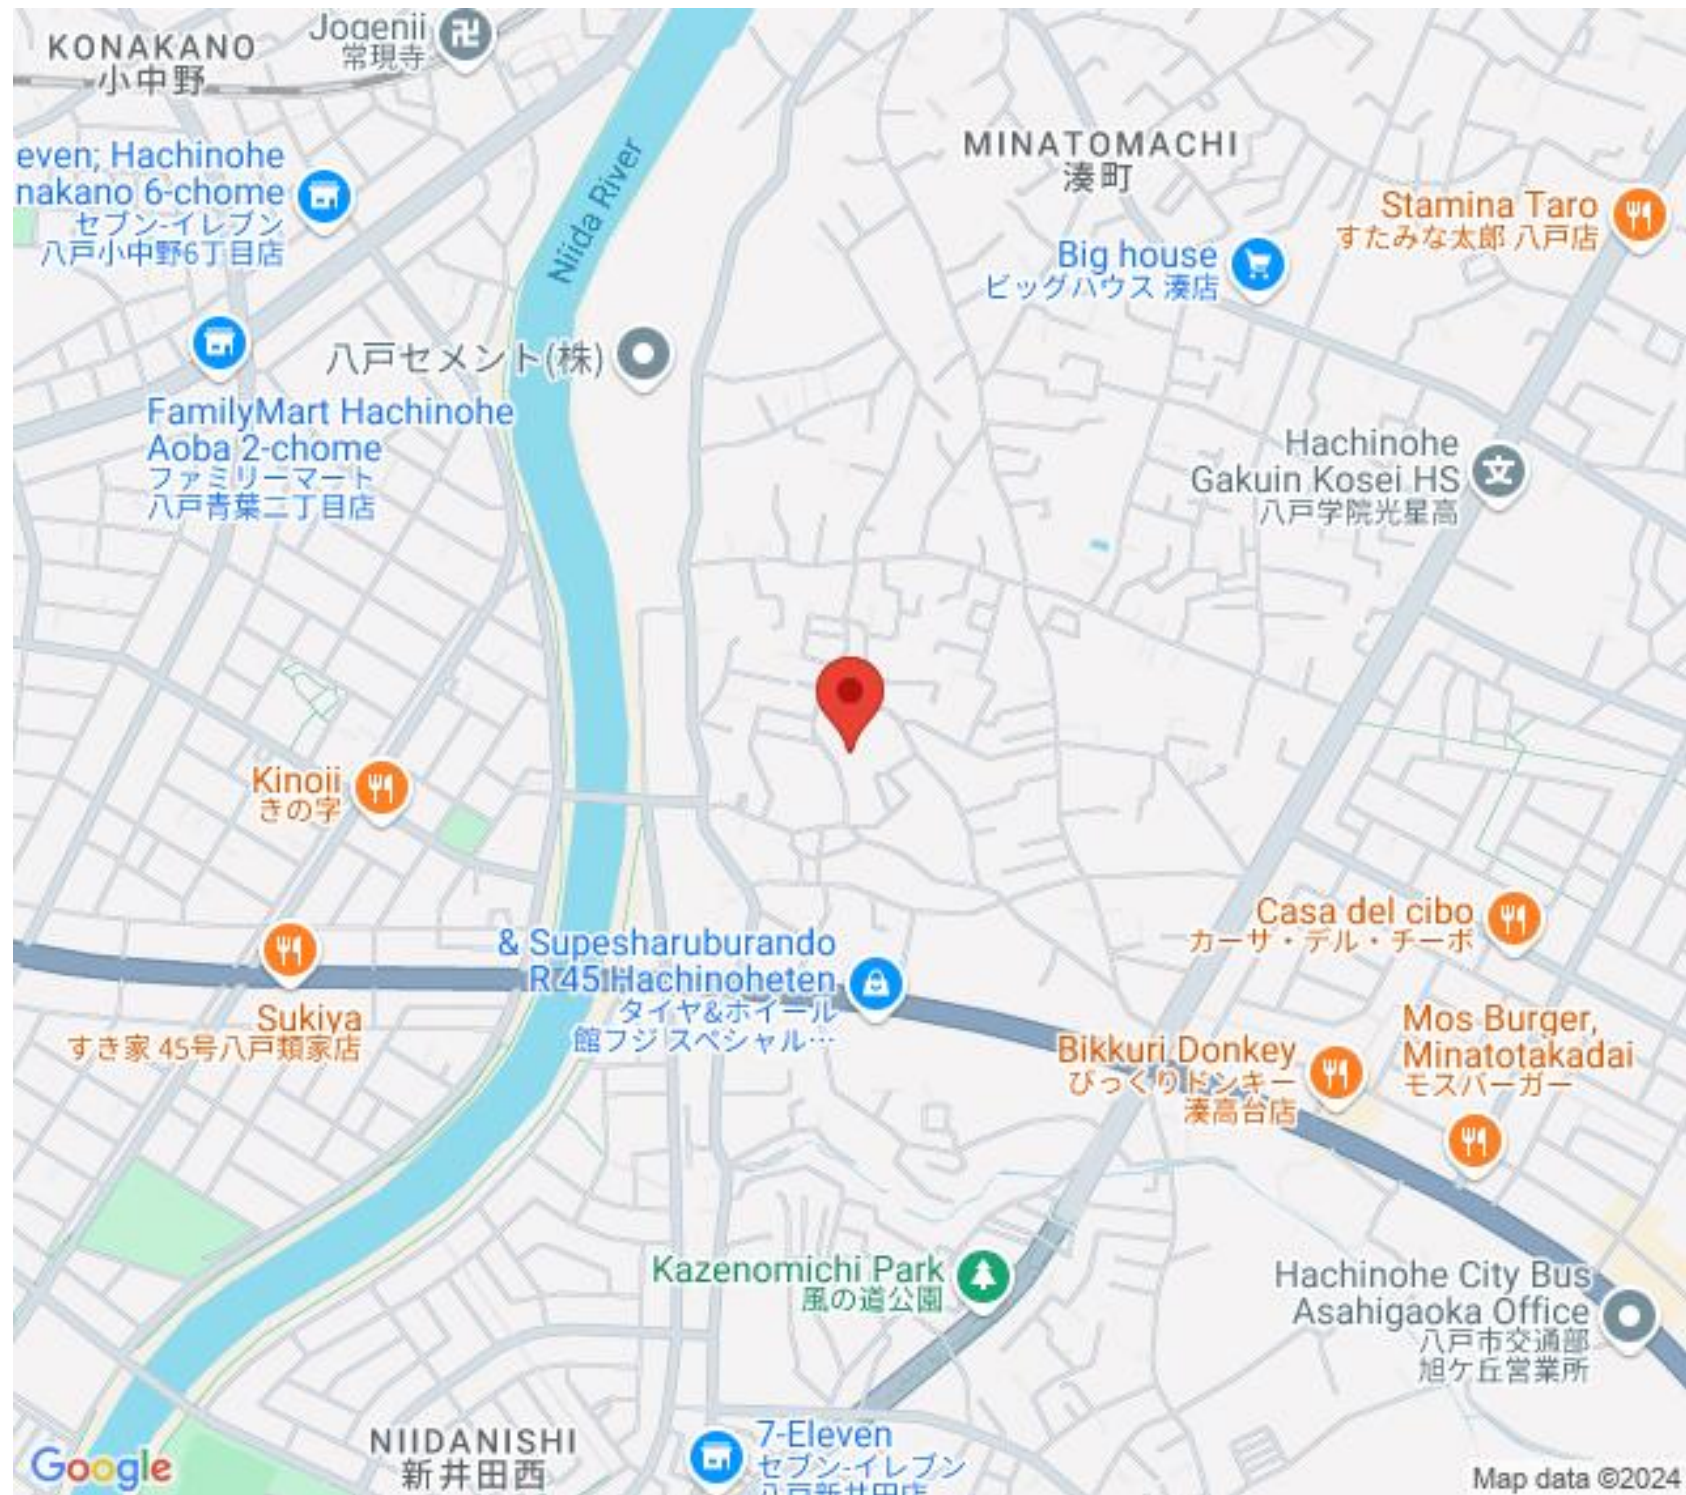 Jogenji
常現寺
KONAKANO
小中野
even; Hachinohe
nakano 6-chome
セブン-イレブン
八戸小中野6丁目店
Niida River
MINATOMACHI
湊町
Stamina Taro
すたみな太郎 八戸店
Big house
ビッグハウス 湊店
八戸セメント(株)
FamilyMart Hachinohe
Aoba 2-chome
ファミリーマート
八戸青葉二丁目店
Hachinohe
Gakuin Kosei HS
八戸学院光星高
Kinoji
きの字
Casa del cibo
カーサ・デル・チーボ
& Supesharuburando
R 45 Hachinoheten
タイヤ&ホイール
館フジ スペシャル…
Sukiya
すき家 45号八戸類家店
Bikkuri Donkey
びっくりドンキー
湊高台店
Mos Burger,
Minatotakadai
モスバーガー
Kazenomichi Park
風の道公園
Hachinohe City Bus
Asahigaoka Office
八戸市交通部
旭ケ丘営業所
NIIDANISHI
新井田西
7-Eleven
セブン-イレブン
八戸新井田店
Google
Map data ©2024